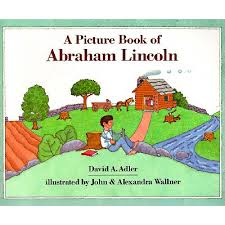 A Picture Book of
Abraham Lincoln
David A. Adler
illustrated by John & Alexandra Wallner